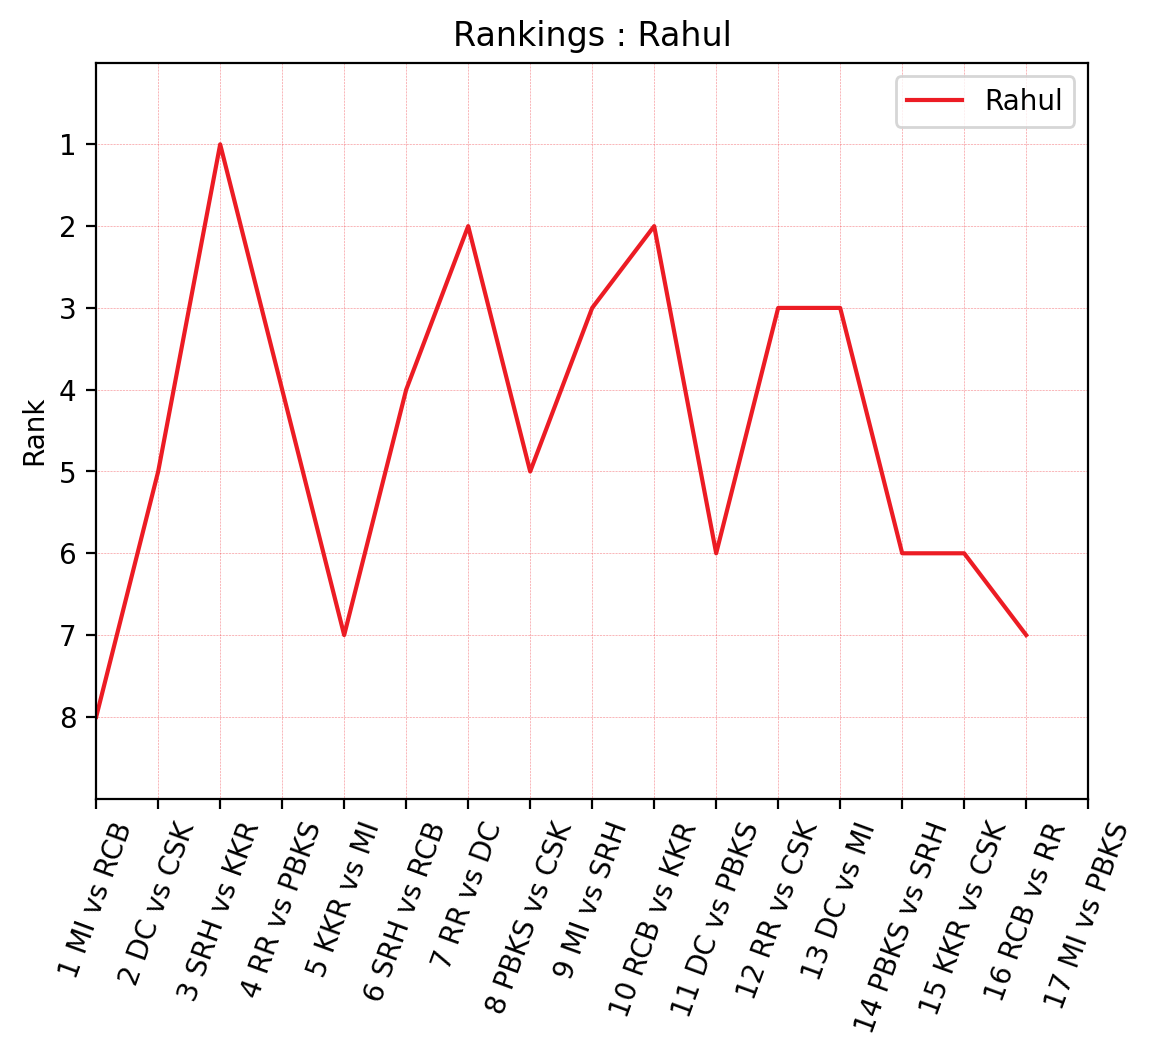 Rankings : Rahul
Rahul
Rank
1
2
3
4
5
6
7
8
1 MI vs RCB
2 DC vs CSK
3 SRH vs KKR
4 RR vs PBKS
5 KKR vs MI
6 SRH vs RCB
7 RR vs DC
8 PBKS vs CSK
9 MI vs SRH
10 RCB vs KKR
11 DC vs PBKS
12 RR vs CSK
13 DC vs MI
14 PBKS vs SRH
15 KKR vs CSK
16 RCB vs RR
17 MI vs PBKS